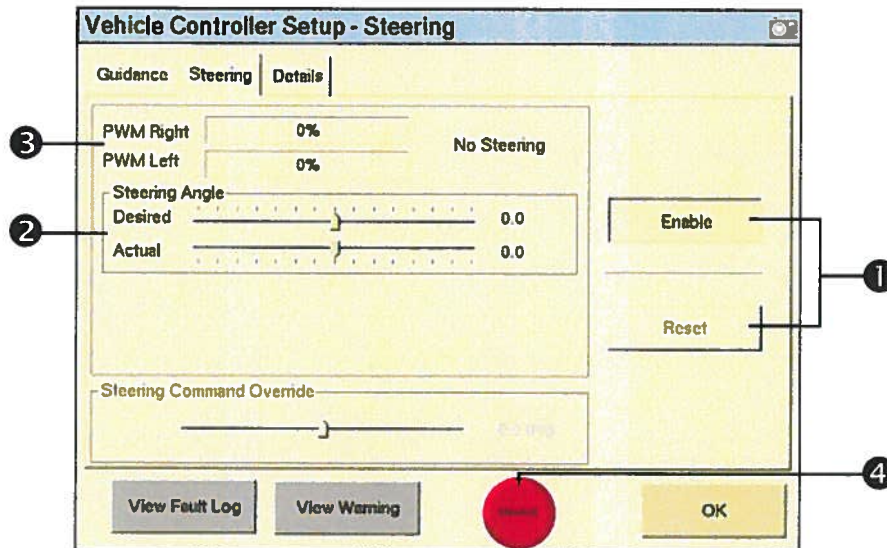 Vehicle Controller Setup - Steering
Guidance Steering Details
PWM Right 0%
PWM Left 0%
No Steering
Steering Angle
Desired 0.0
Actual 0.0
Enable
Reset
Steering Command Override
View Fault Log View Warning OK
3
2
1
4